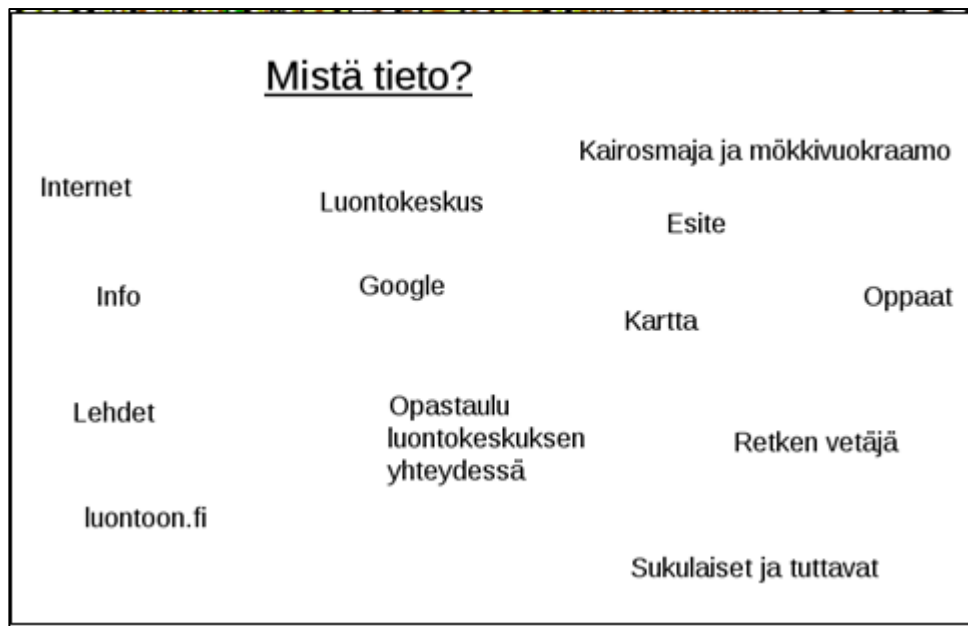 Mistä tieto?
Kairosmaja ja mökkivuokraamo
Internet
Luontokeskus
Esite
Info
Google
Oppaat
Kartta
Lehdet
Opastaulu
luontokeskuksen
yhteydessä
Retken vetäjä
luontoon.fi
Sukulaiset ja tuttavat